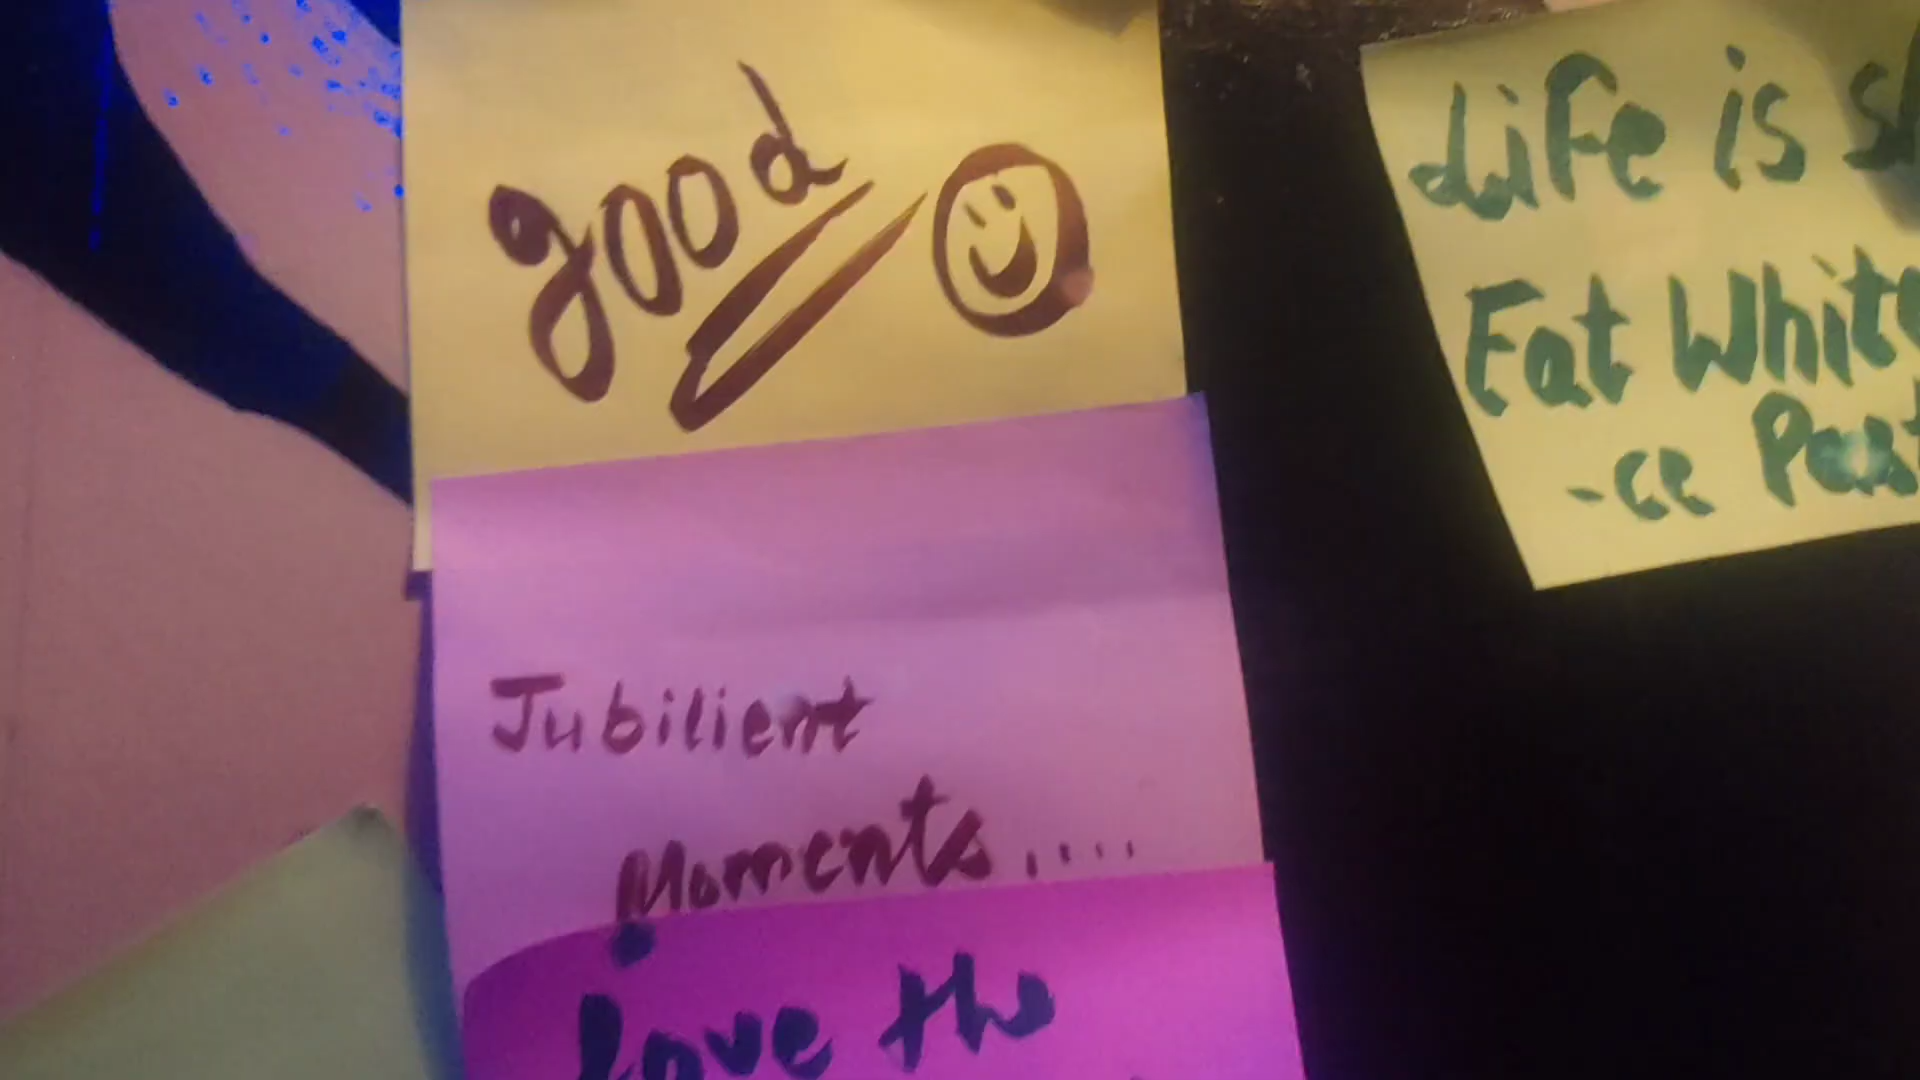 good
Jubilient
Moments.....
Love the
Life is
Eat White
-ce